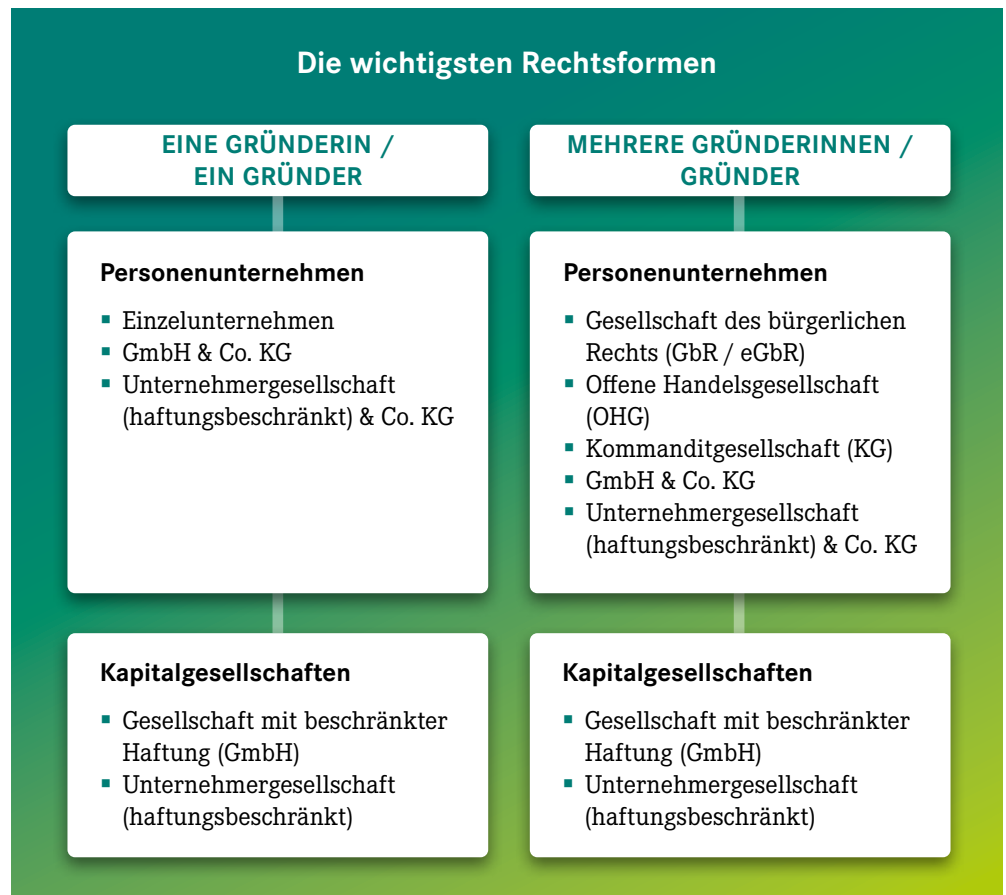 Die wichtigsten Rechtsformen
EINE GRÜNDERIN /
EIN GRÜNDER
Personenunternehmen
▪ Einzelunternehmen
▪ GmbH & Co. KG
▪ Unternehmergesellschaft
(haftungsbeschränkt) & Co. KG
Kapitalgesellschaften
▪ Gesellschaft mit beschränkter
Haftung (GmbH)
▪ Unternehmergesellschaft
(haftungsbeschränkt)
MEHRERE GRÜNDERINNEN /
GRÜNDER
Personenunternehmen
▪ Gesellschaft des bürgerlichen
Rechts (GbR / eGbR)
▪ Offene Handelsgesellschaft
(OHG)
▪ Kommanditgesellschaft (KG)
▪ GmbH & Co. KG
▪ Unternehmergesellschaft
(haftungsbeschränkt) & Co. KG
Kapitalgesellschaften
▪ Gesellschaft mit beschränkter
Haftung (GmbH)
▪ Unternehmergesellschaft
(haftungsbeschränkt)